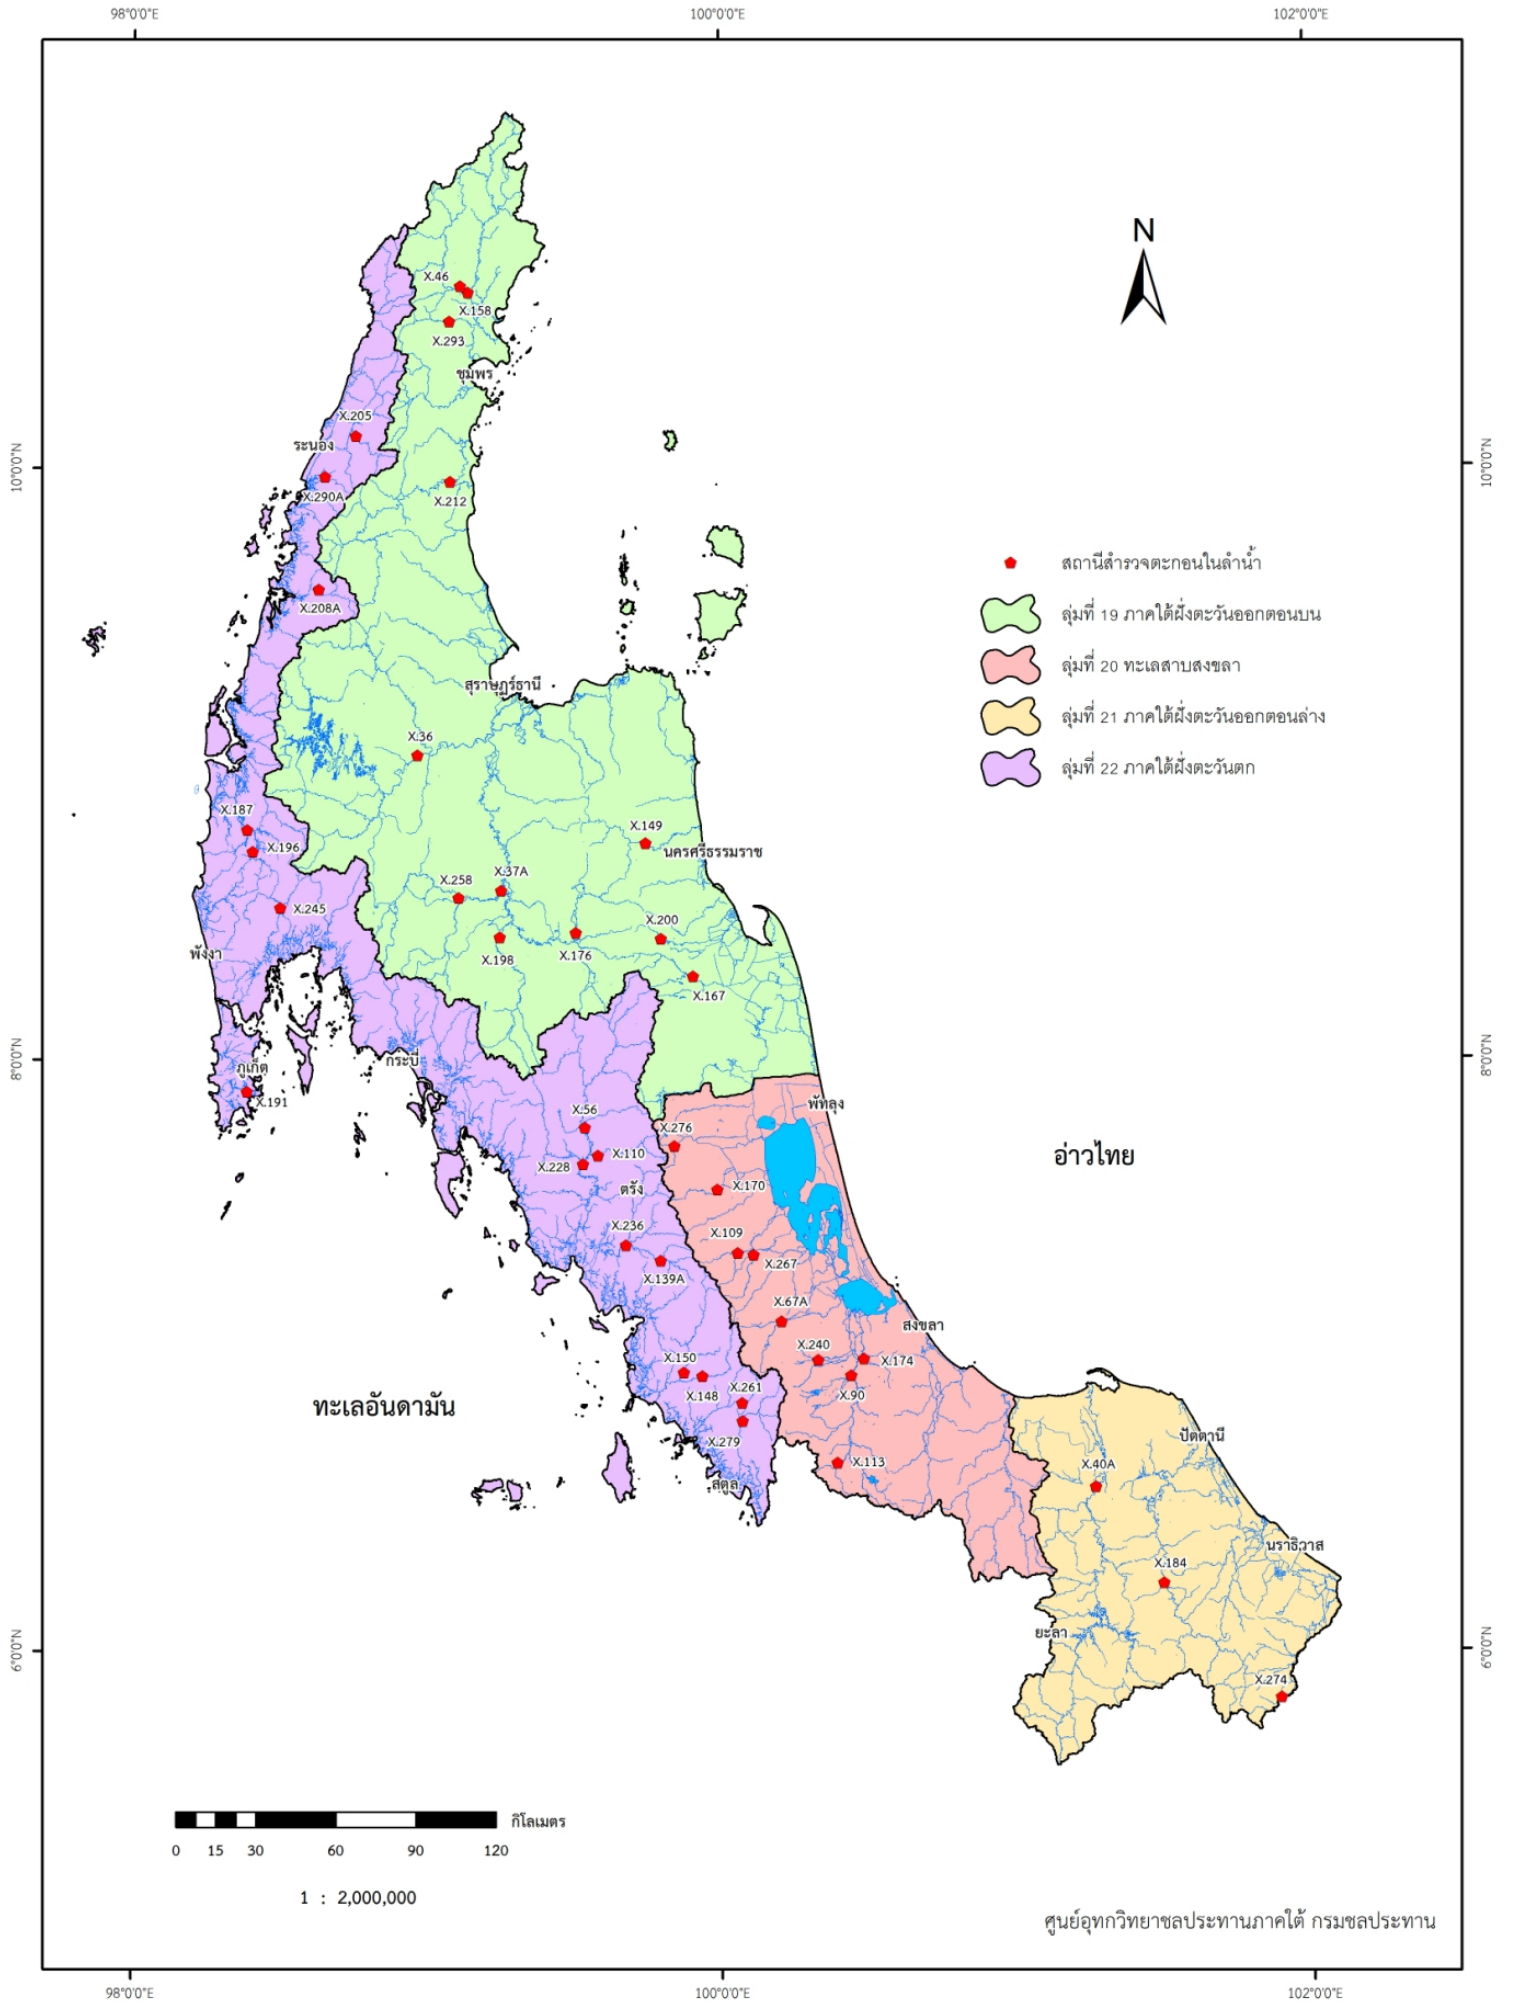 98°0'0"E 100°0'0"E 102°0'0"E
N
X.46
X.158
X.293
ชุมพร
X.205
ระนอง
10°0'0"N 10°0'0"N
X.290A
X.212
สถานีสำรวจตะกอนในลำน้ำ
X.208A
ลุ่มที่ 19 ภาคใต้ฝั่งตะวันออกตอนบน
ลุ่มที่ 20 ทะเลสาบสงขลา
สุราษฎร์ธานี
ลุ่มที่ 21 ภาคใต้ฝั่งตะวันออกตอนล่าง
X.36
ลุ่มที่ 22 ภาคใต้ฝั่งตะวันตก
X.187
X.149
X.196
นครศรีธรรมราช
X.37A
X.258
X.245
X.200
พังงา
X.198
X.176
X.167
8°0'0"N 8°0'0"N
กระบี่
ภูเก็ต
X.191
พัทลุง
X.56
X.276
X.110
อ่าวไทย
X.228
X.170
ตรัง
X.236
X.109
X.267
X.139A
X.67A
สงขลา
X.240
X.150
X.174
X.261
X.148
X.90
ทะเลอันดามัน
ปัตตานี
X.279
X.113
X.40A
สตูล
นราธิวาส
X.184
ยะลา
6°0'0"N 6°0'0"N
X.274
กิโลเมตร
0 15 30 60 90 120
1 : 2,000,000
ศูนย์อุทกวิทยาชลประทานภาคใต้ กรมชลประทาน
98°0'0"E 100°0'0"E 102°0'0"E